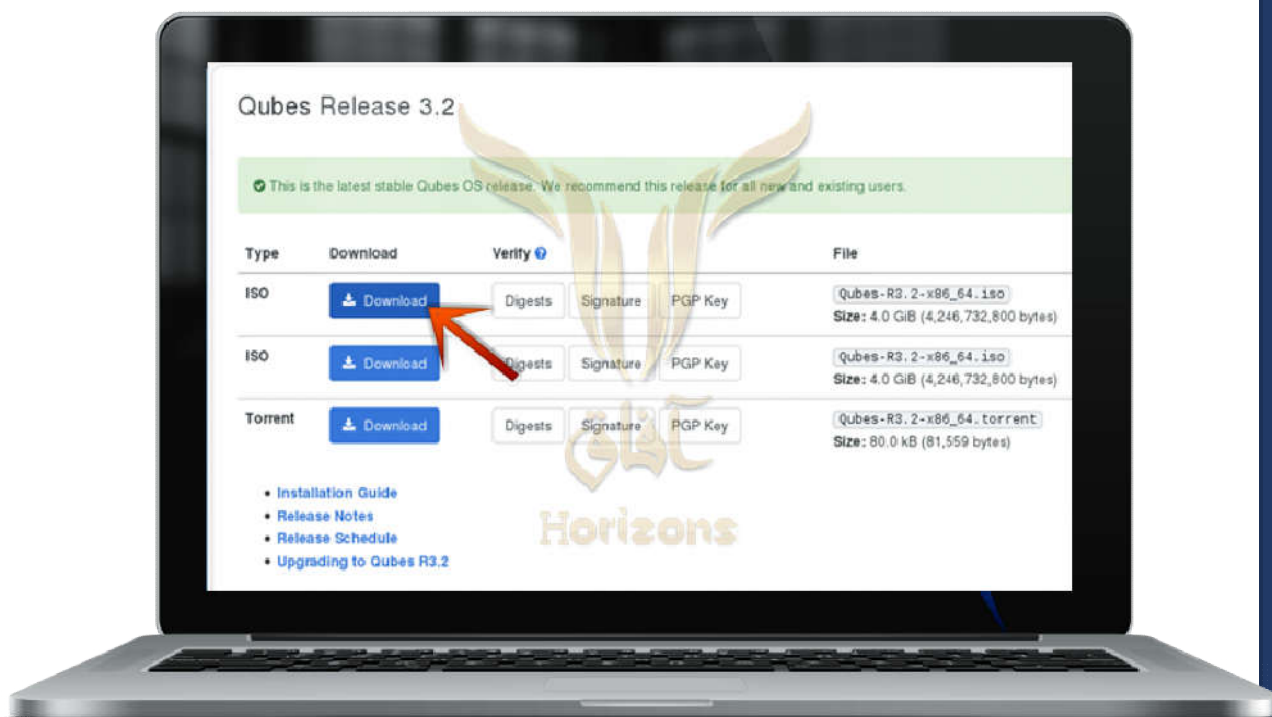 Qubes Release 3.2
This is the latest stable Qubes OS release. We recommend this release for all new and existing users.
Type Download Verify File
ISO Download Digests Signature PGP Key Qubes-R3.2-x86_64.iso
Size: 4.0 GiB (4,246,732,800 bytes)
ISO Download Digests Signature PGP Key Qubes-R3.2-x86_64.iso
Size: 4.0 GiB (4,246,732,800 bytes)
Torrent Download Digests Signature PGP Key Qubes-R3.2-x86_64.torrent
Size: 80.0 kB (81,559 bytes)
آفاق
Installation Guide
Release Notes
Release Schedule
Upgrading to Qubes R3.2
Horizons